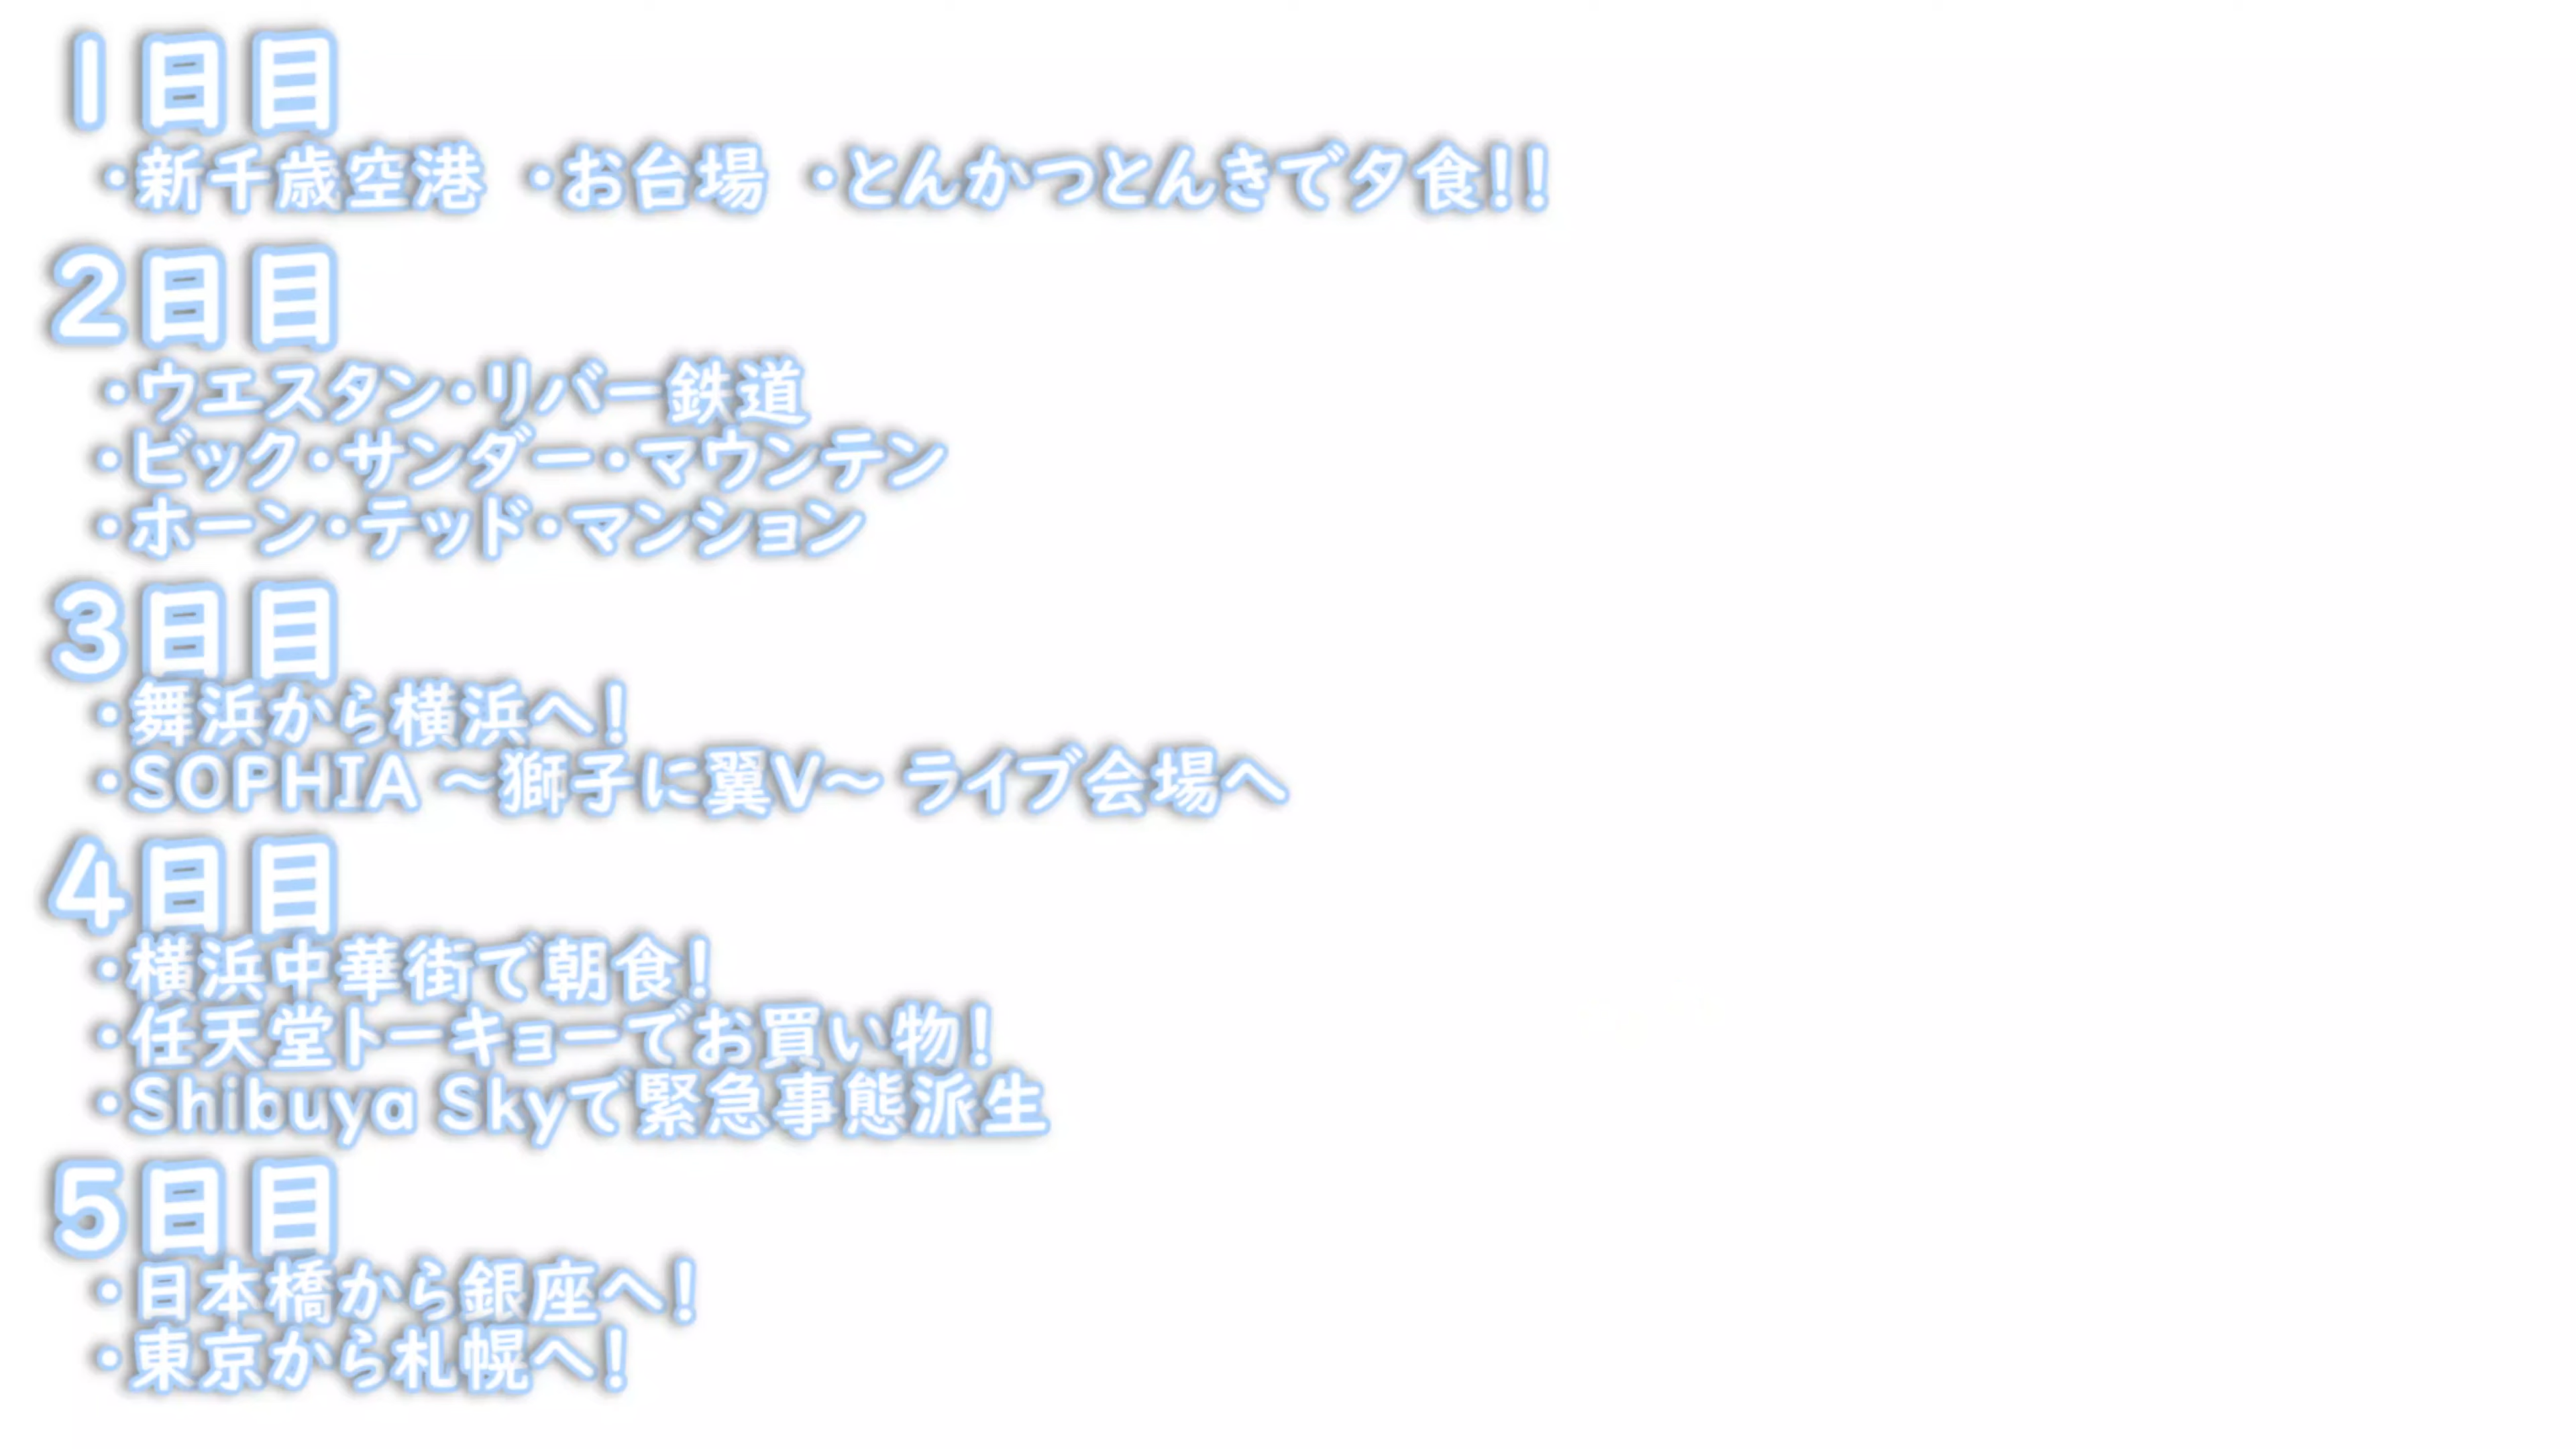 1日目
・新千歳空港 ・お台場 ・とんかつとんきで夕食!!
2日目
・ウエスタン・リバー鉄道
・ビック・サンダー・マウンテン
・ホーン・テッド・マンション
3日目
・舞浜から横浜へ!
・SOPHIA ～獅子に翼V～ ライブ会場へ
4日目
・横浜中華街で朝食!
・任天堂トーキョーでお買い物!
・Shibuya Skyで緊急事態派生
5日目
・日本橋から銀座へ!
・東京から札幌へ!